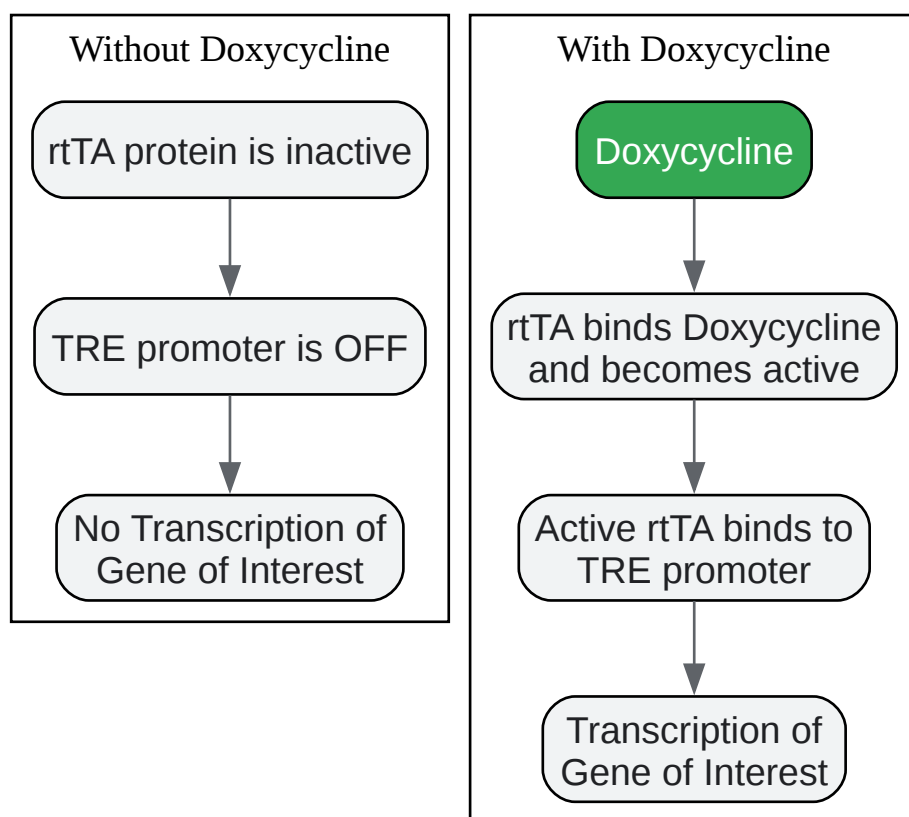 Without Doxycycline
rtTA protein is inactive
TRE promoter is OFF
No Transcription of
Gene of Interest
With Doxycycline
Doxycycline
rtTA binds Doxycycline
and becomes active
Active rtTA binds to
TRE promoter
Transcription of
Gene of Interest